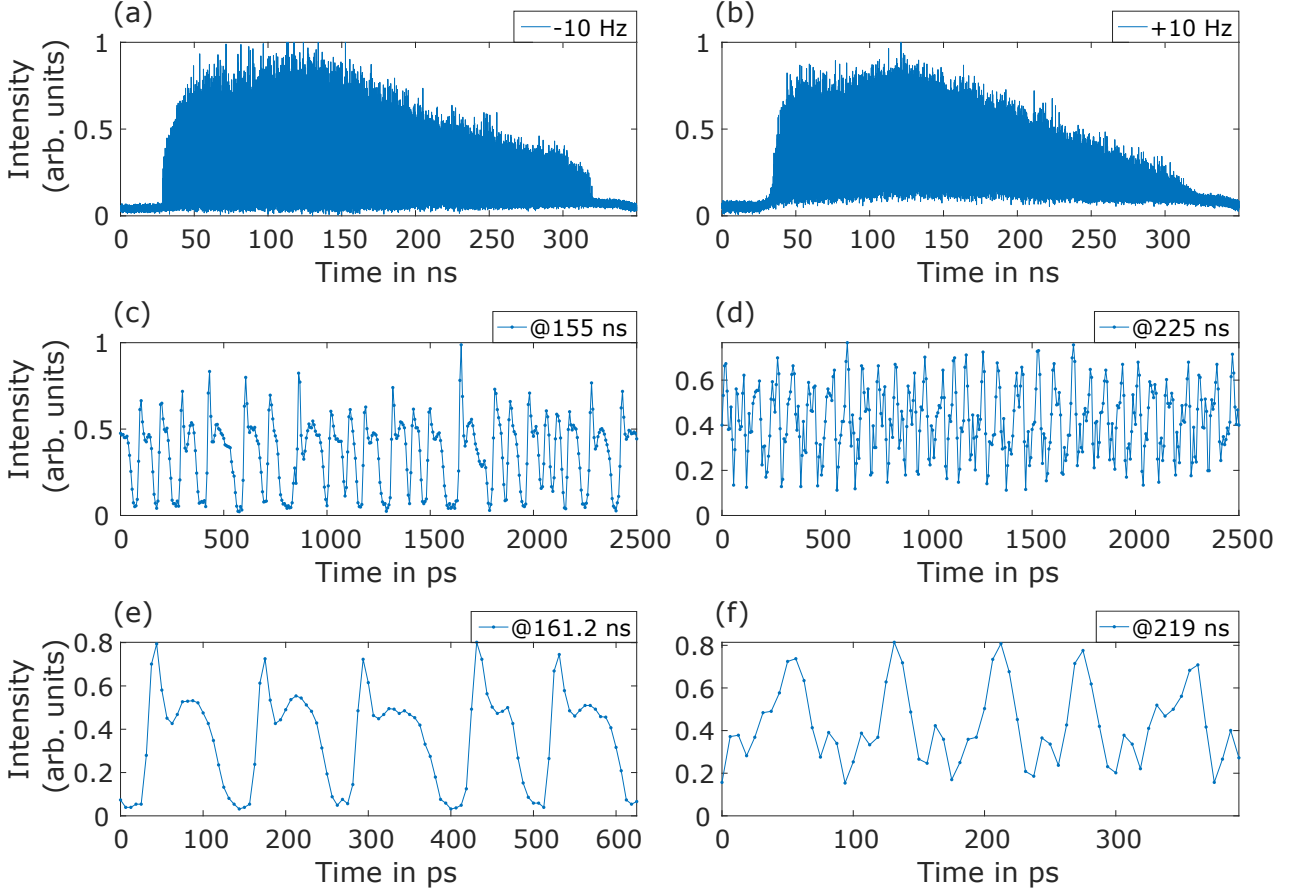 (a)
-10 Hz
Intensity
(arb. units)
1
0.5
0
0 50 100 150 200 250 300
Time in ns
(b)
+10 Hz
1
0.5
0
0 50 100 150 200 250 300
Time in ns
(c)
@155 ns
Intensity
(arb. units)
1
0.5
0
0 500 1000 1500 2000 2500
Time in ps
(d)
@225 ns
0.6
0.4
0.2
0
0 500 1000 1500 2000 2500
Time in ps
(e)
@161.2 ns
Intensity
(arb. units)
0.8
0.6
0.4
0.2
0
0 100 200 300 400 500 600
Time in ps
(f)
@219 ns
0.8
0.6
0.4
0.2
0
0 100 200 300
Time in ps